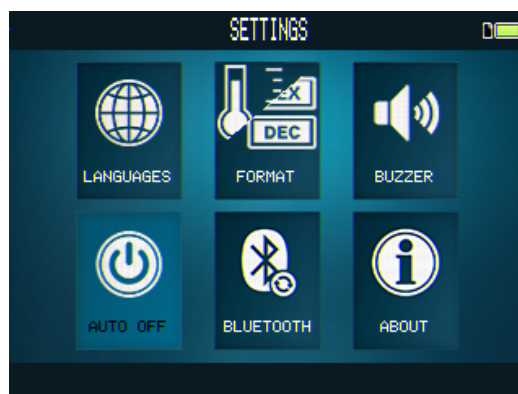 SETTINGS
DEC
LANGUAGES
FORMAT
BUZZER
AUTO OFF
BLUETOOTH
ABOUT